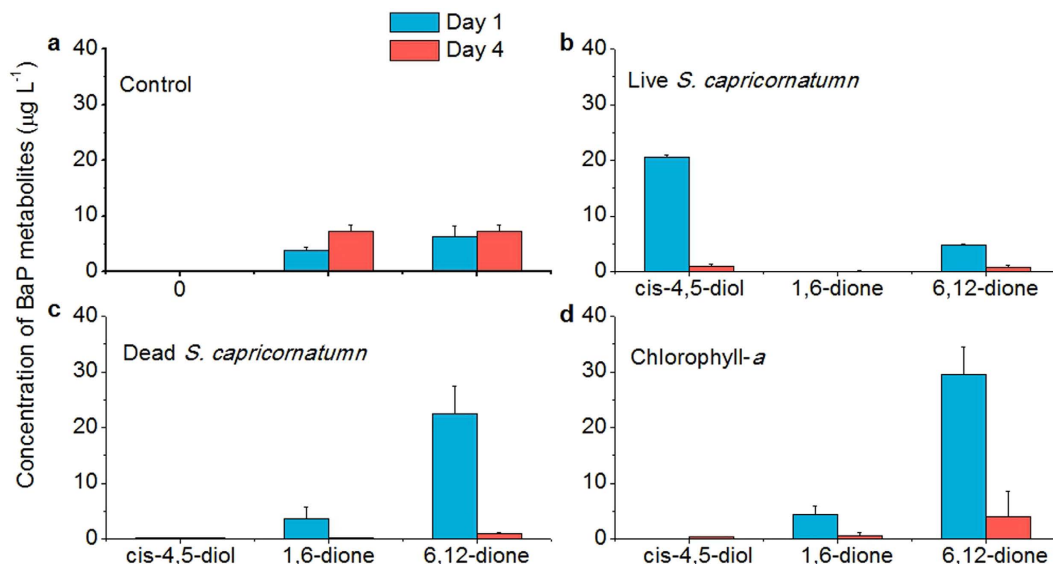 Concentration of BaP metabolites (µg L-1)
Day 1
Day 4
a
40
30
20
10
0
Control
0
b
40
30
20
10
0
Live S. capricornatumn
cis-4,5-diol 1,6-dione 6,12-dione
c
40
30
20
10
0
Dead S. capricornatumn
cis-4,5-diol 1,6-dione 6,12-dione
d
40
30
20
10
0
Chlorophyll-a
cis-4,5-diol 1,6-dione 6,12-dione